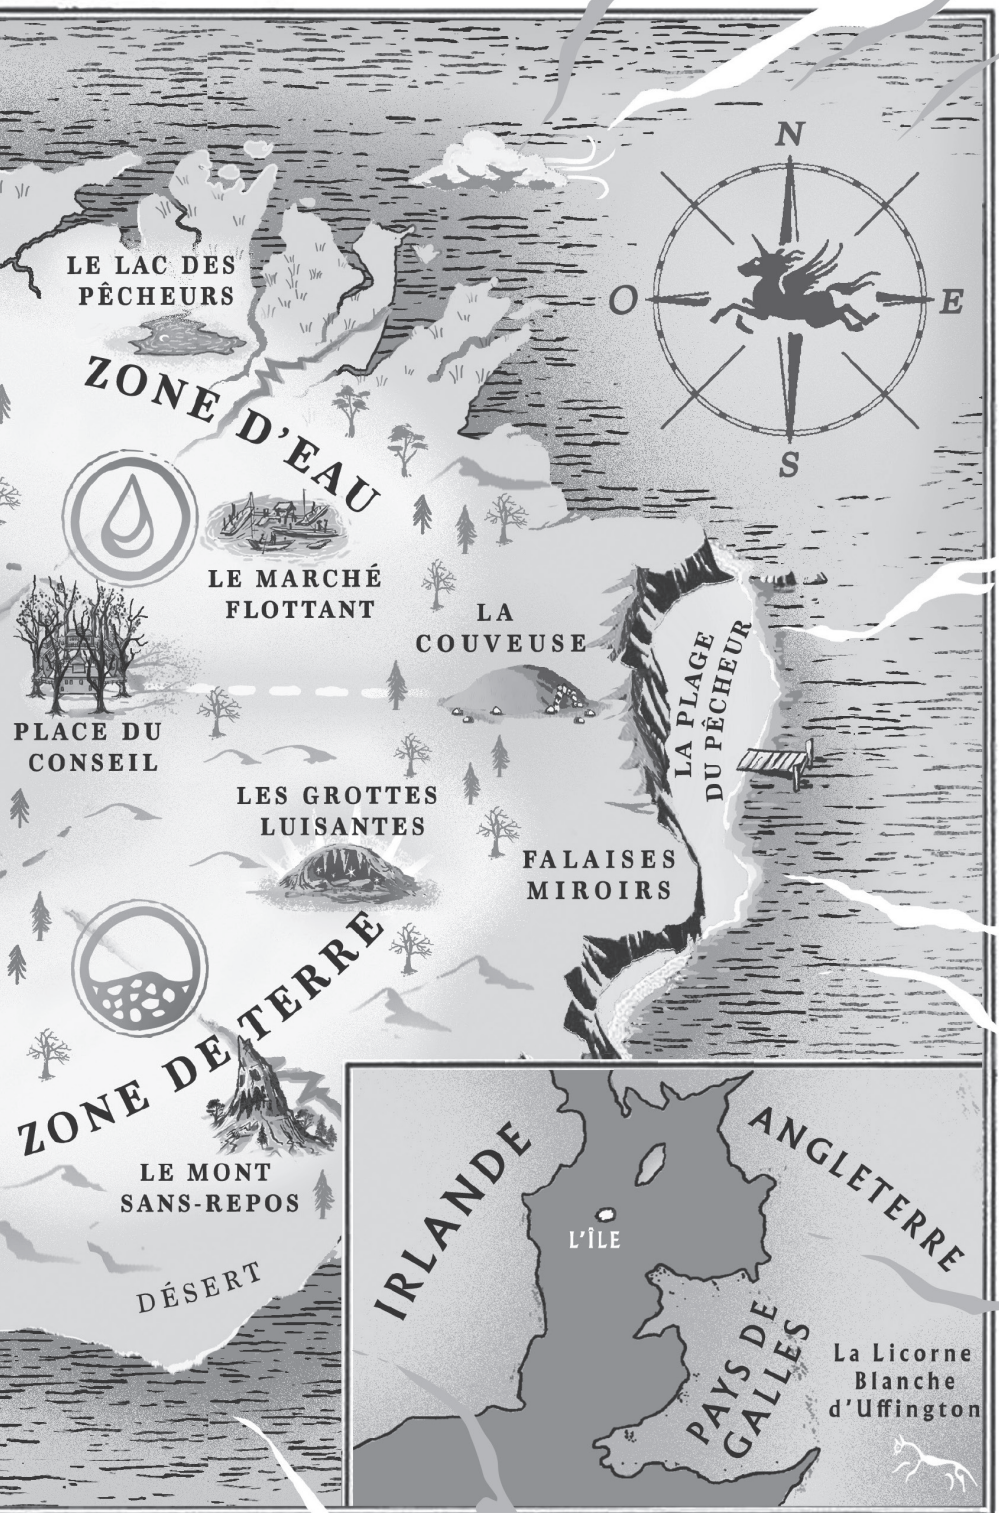 N
O
E
S
LE LAC DES
PÊCHEURS
ZONE D'EAU
LE MARCHÉ
FLOTTANT
LA
COUVEUSE
LA PLAGE
DU PÊCHEUR
PLACE DU
CONSEIL
LES GROTTES
LUISANTES
FALAISES
MIROIRS
ZONE DE TERRE
LE MONT
SANS-REPOS
DÉSERT
IRLANDE
ANGLETERRE
L'ÎLE
PAYS DE
GALLES
La Licorne
Blanche
d'Uffington